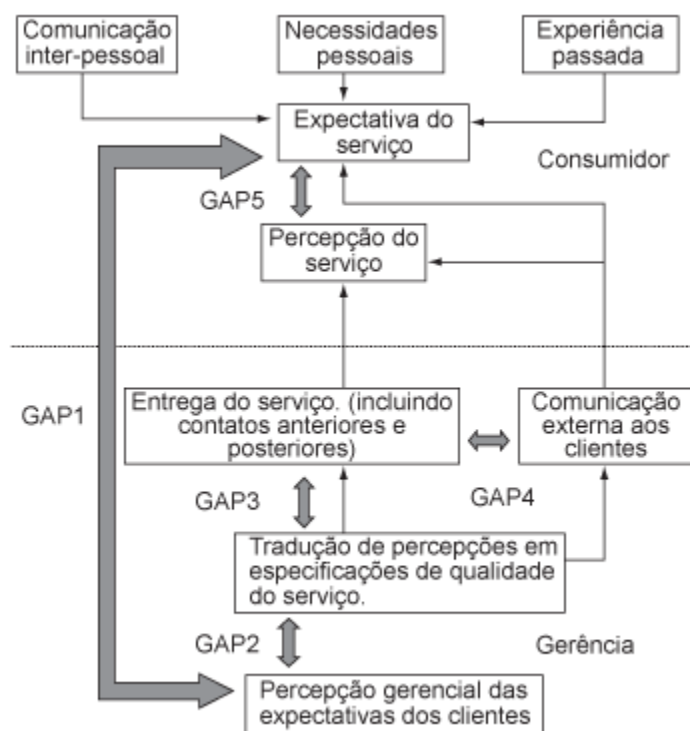 Comunicação
inter-pessoal
Necessidades
pessoais
Experiência
passada
Expectativa do
serviço
Consumidor
GAP5
Percepção do
serviço
GAP1
Entrega do serviço. (incluindo
contatos anteriores e
posteriores)
Comunicação
externa aos
clientes
GAP3
GAP4
Tradução de percepções em
especificações de qualidade
do serviço.
GAP2
Gerência
Percepção gerencial das
expectativas dos clientes